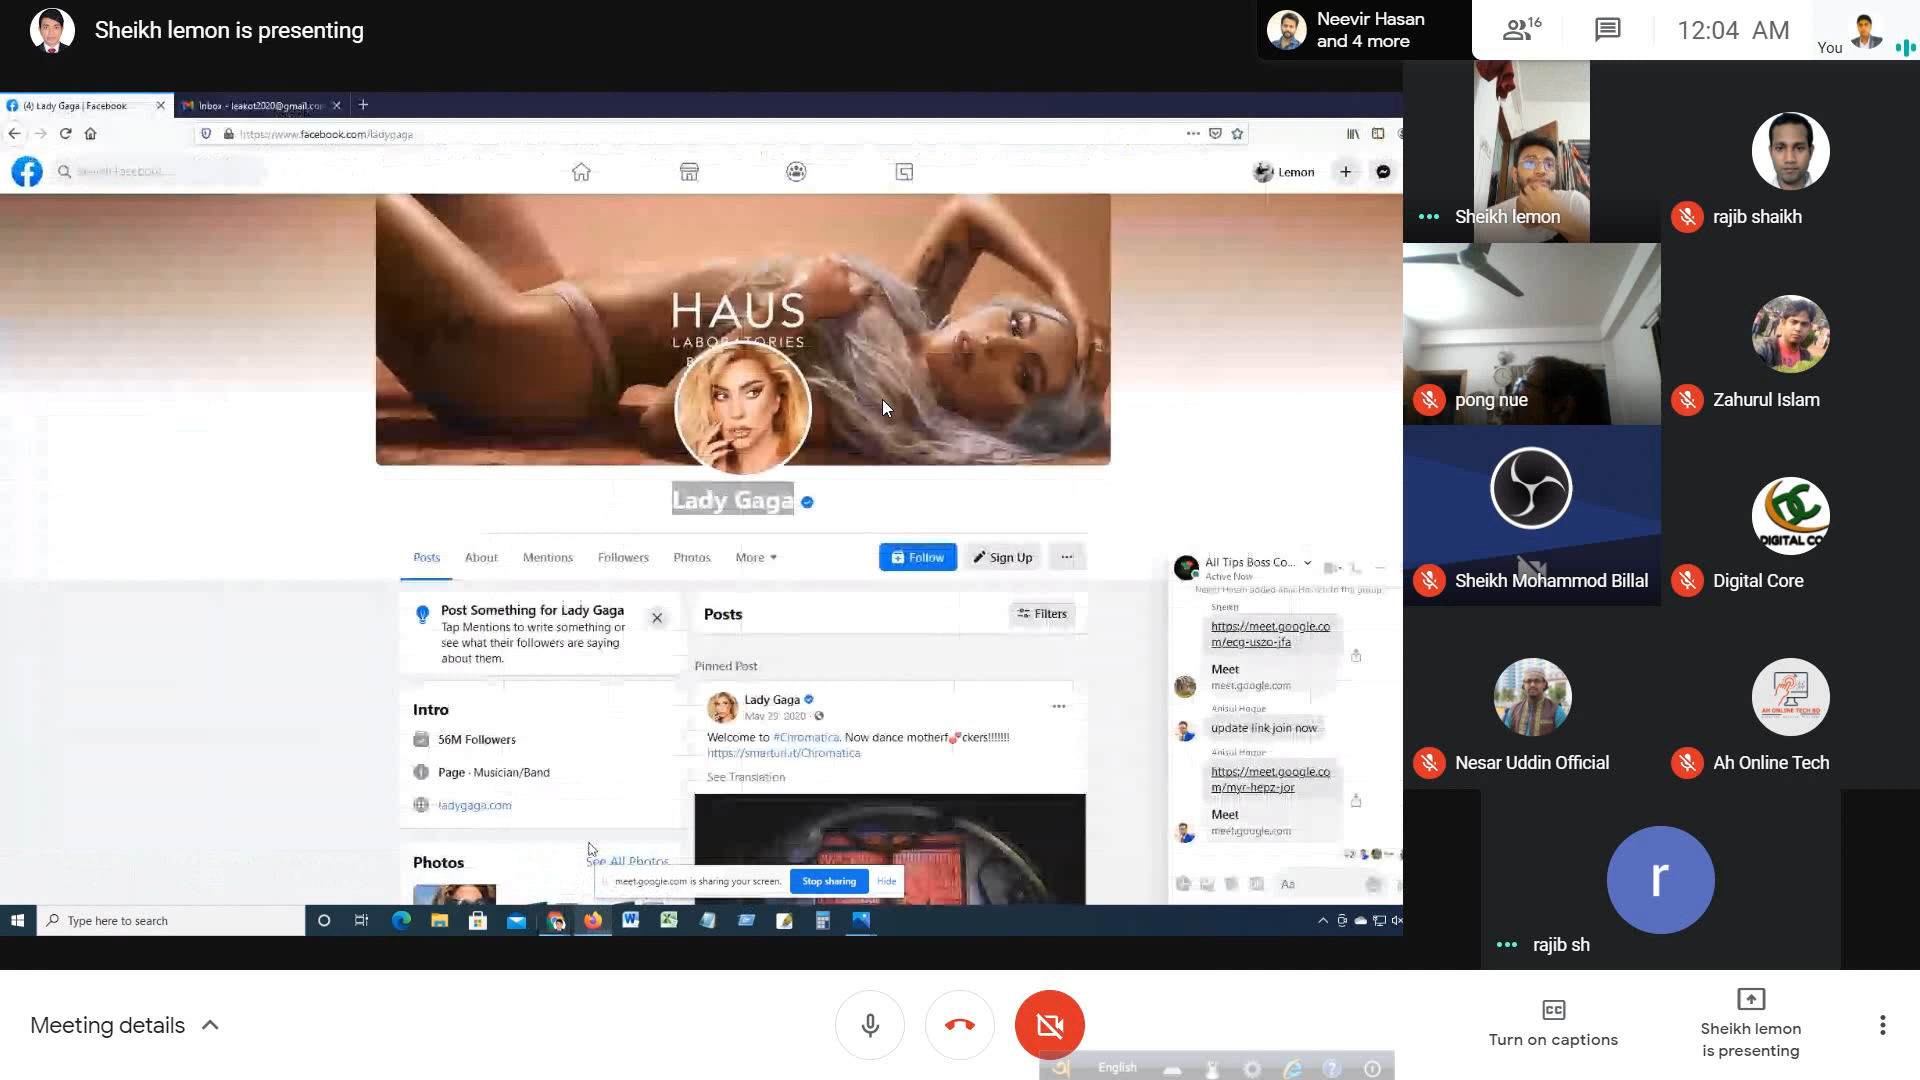 Sheikh lemon is presenting
Neevir Hasan
and 4 more
16
12:04 AM
You
(4) Lady Gaga | Facebook
Inbox - leakot2020@gmail.co
https://www.facebook.com/ladygaga
Search Facebook
Lemon
HAUS
LABORATORIES
Lady Gaga
Posts
About
Mentions
Followers
Photos
More
Follow
Sign Up
Post Something for Lady Gaga
Tap Mentions to write something or
see what their followers are saying
about them.
Intro
56M Followers
Page · Musician/Band
ladygaga.com
Photos
See All Photos
Posts
Filters
Pinned Post
Lady Gaga
May 29, 2020 ·
Welcome to #Chromatica. Now dance motherf💕ckers!!!!!!!
https://smarturl.it/Chromatica
See Translation
All Tips Boss Co...
Active Now
Sheikh
https://meet.google.co
m/ecg-uszo-jfa
Meet
meet.google.com
Anisul Haque
update link join now
Anisul Haque
https://meet.google.co
m/myr-hepz-jor
Meet
meet.google.com
Aa
meet.google.com is sharing your screen.
Stop sharing
Hide
Type here to search
Sheikh lemon
rajib shaikh
pong nue
Zahurul Islam
Sheikh Mohammod Billal
DIGITAL CO
Digital Core
Nesar Uddin Official
AH ONLINE TECH BD
Ah Online Tech
r
rajib sh
Meeting details
Turn on captions
Sheikh lemon
is presenting
English